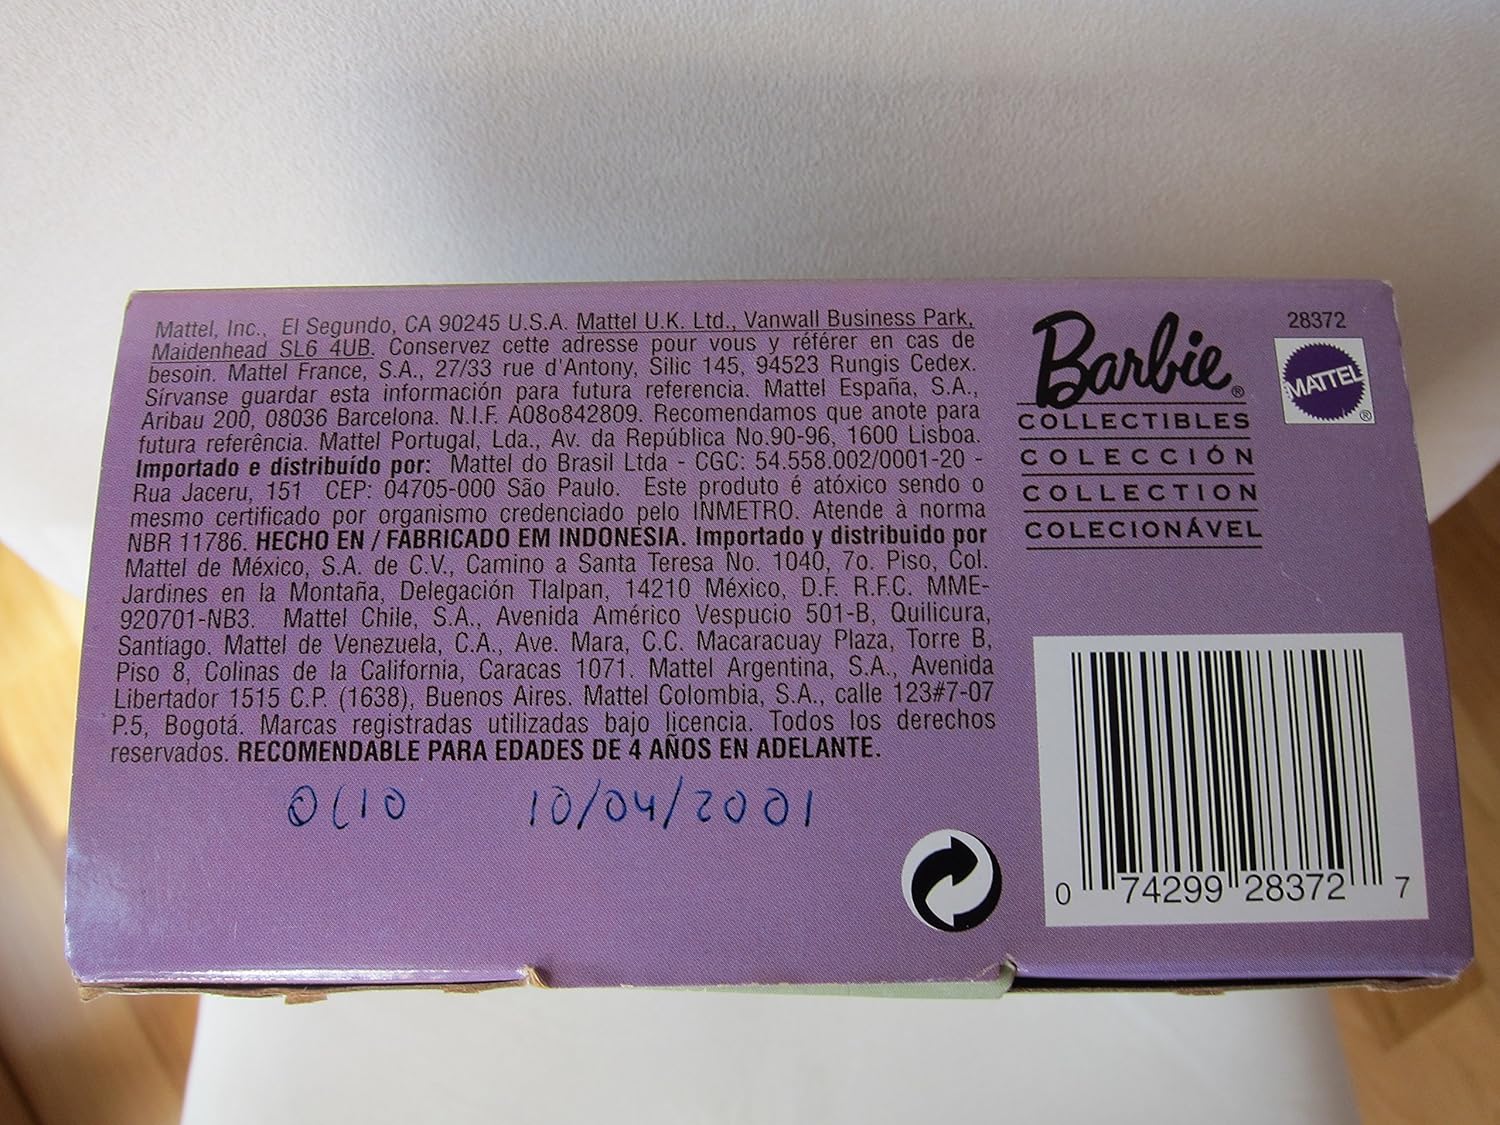 Mattel, Inc., El Segundo, CA 90245 U.S.A. Mattel U.K. Ltd., Vanwall Business Park,
Maidenhead SL6 4UB. Conservez cette adresse pour vous y référer en cas de
besoin. Mattel France, S.A., 27/33 rue d'Antony, Silic 145, 94523 Rungis Cedex.
Sírvanse guardar esta información para futura referencia. Mattel España, S.A.,
Aribau 200, 08036 Barcelona. N.I.F. A08o842809. Recomendamos que anote para
futura referência. Mattel Portugal, Lda., Av. da República No.90-96, 1600 Lisboa.
Importado e distribuído por: Mattel do Brasil Ltda - CGC: 54.558.002/0001-20 -
Rua Jaceru, 151 CEP: 04705-000 São Paulo. Este produto é atóxico sendo o
mesmo certificado por organismo credenciado pelo INMETRO. Atende à norma
NBR 11786. HECHO EN / FABRICADO EM INDONESIA. Importado y distribuido por
Mattel de México, S.A. de C.V., Camino a Santa Teresa No. 1040, 7o. Piso, Col.
Jardines en la Montaña, Delegación Tlalpan, 14210 México, D.F. R.F.C. MME-
920701-NB3. Mattel Chile, S.A., Avenida Américo Vespucio 501-B, Quilicura,
Santiago. Mattel de Venezuela, C.A., Ave. Mara, C.C. Macaracuay Plaza, Torre B,
Piso 8, Colinas de la California, Caracas 1071. Mattel Argentina, S.A., Avenida
Libertador 1515 C.P. (1638), Buenos Aires. Mattel Colombia, S.A., calle 123#7-07
P.5, Bogotá. Marcas registradas utilizadas bajo licencia. Todos los derechos
reservados. RECOMENDABLE PARA EDADES DE 4 AÑOS EN ADELANTE.
10/04/2001
Barbie®
COLLECTIBLES
COLECCIÓN
COLLECTION
COLECIONÁVEL
28372
MATTEL®
0 74299 28372 7